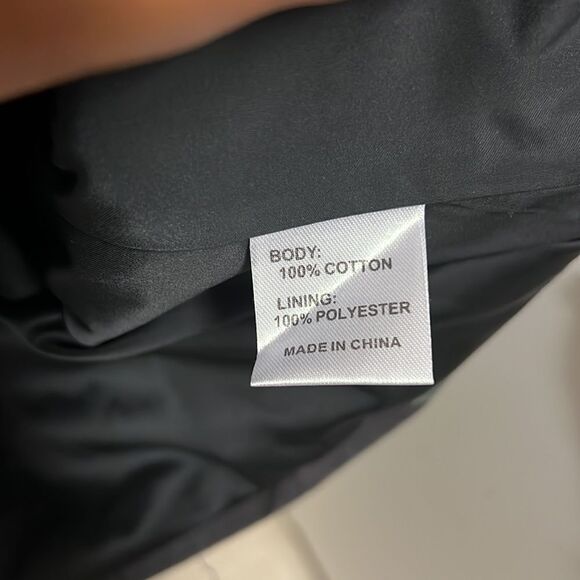 BODY:
100% COTTON
LINING:
100% POLYESTER
MADE IN CHINA